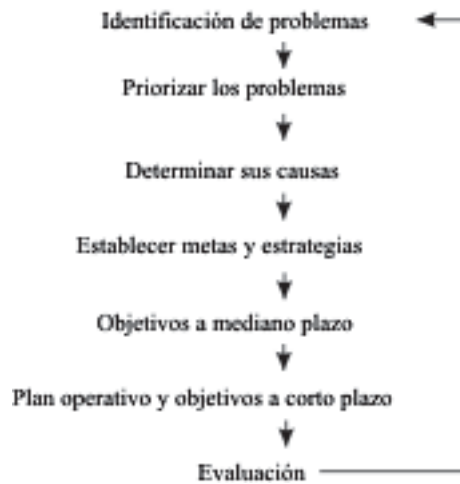 Identificación de problemas
Priorizar los problemas
Determinar sus causas
Establecer metas y estrategias
Objetivos a mediano plazo
Plan operativo y objetivos a corto plazo
Evaluación